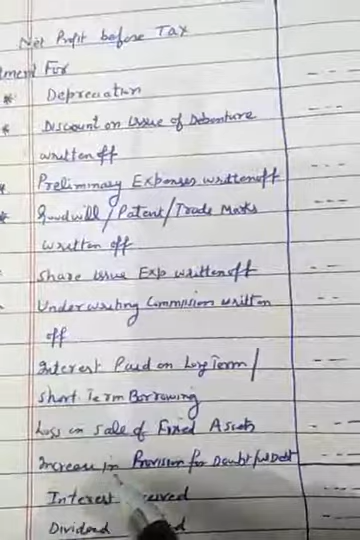 Net Profit before Tax
ment For
* Depreciation - - -
* Discount on issue of Debenture - - -
written off
* Preliminary Expenses written off - - -
* Goodwill / Patent / Trade Marks - - -
written off
Share issue Exp written off - - -
Underwriting Commission written - - -
off
Interest Paid on Long Term / - - -
Short Term Borrowing
Loss on Sale of Fixed Assets - - -
Increase in Provision for Doubt - - -
Interest
Dividend